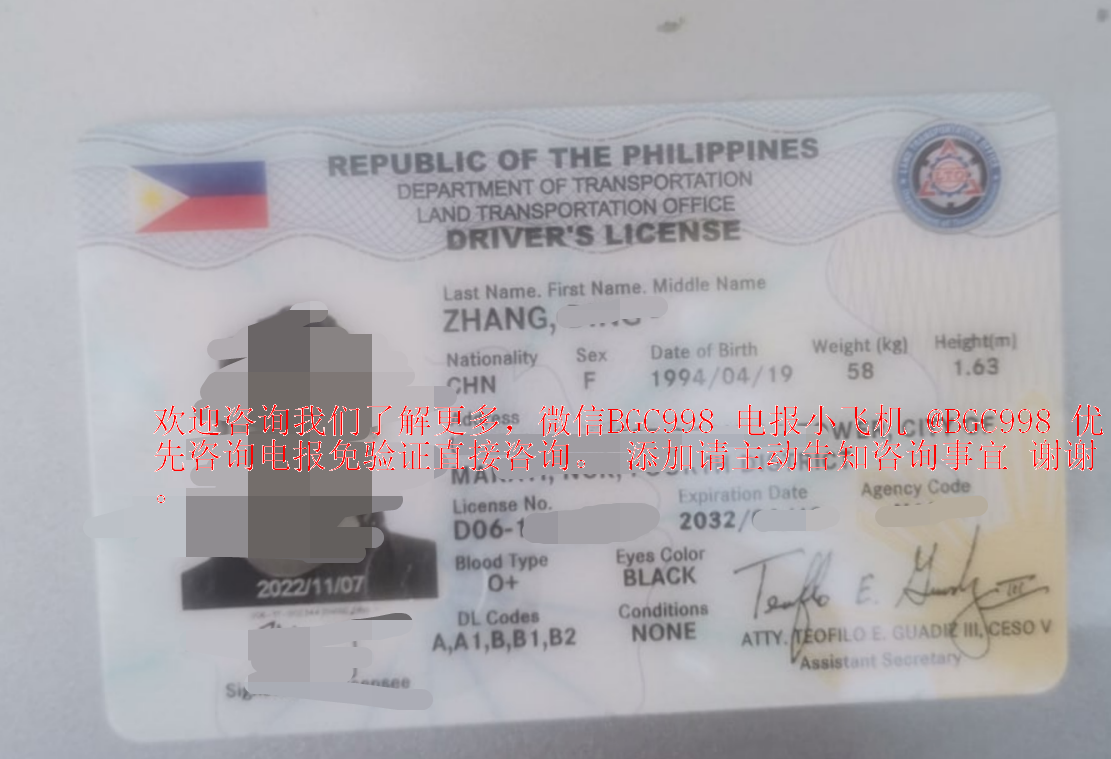 REPUBLIC OF THE PHILIPPINES
DEPARTMENT OF TRANSPORTATION
LAND TRANSPORTATION OFFICE
DRIVER'S LICENSE
Last Name. First Name. Middle Name
ZHANG,
Nationality Sex Date of Birth Weight (kg) Height(m)
CHN F 1994/04/19 58 1.63
欢迎咨询我们了解更多，微信BGC998 电报小飞机 @BGC998 优
先咨询电报免验证直接咨询。 添加请主动告知咨询事宜 谢谢
。
License No. Expiration Date Agency Code
D06-1 2032/
Blood Type Eyes Color
O+ BLACK
2022/11/07
DL Codes Conditions
A,A1,B,B1,B2 NONE
ATTY. TEOFILO E. GUADIZ III, CESO V
Assistant Secretary